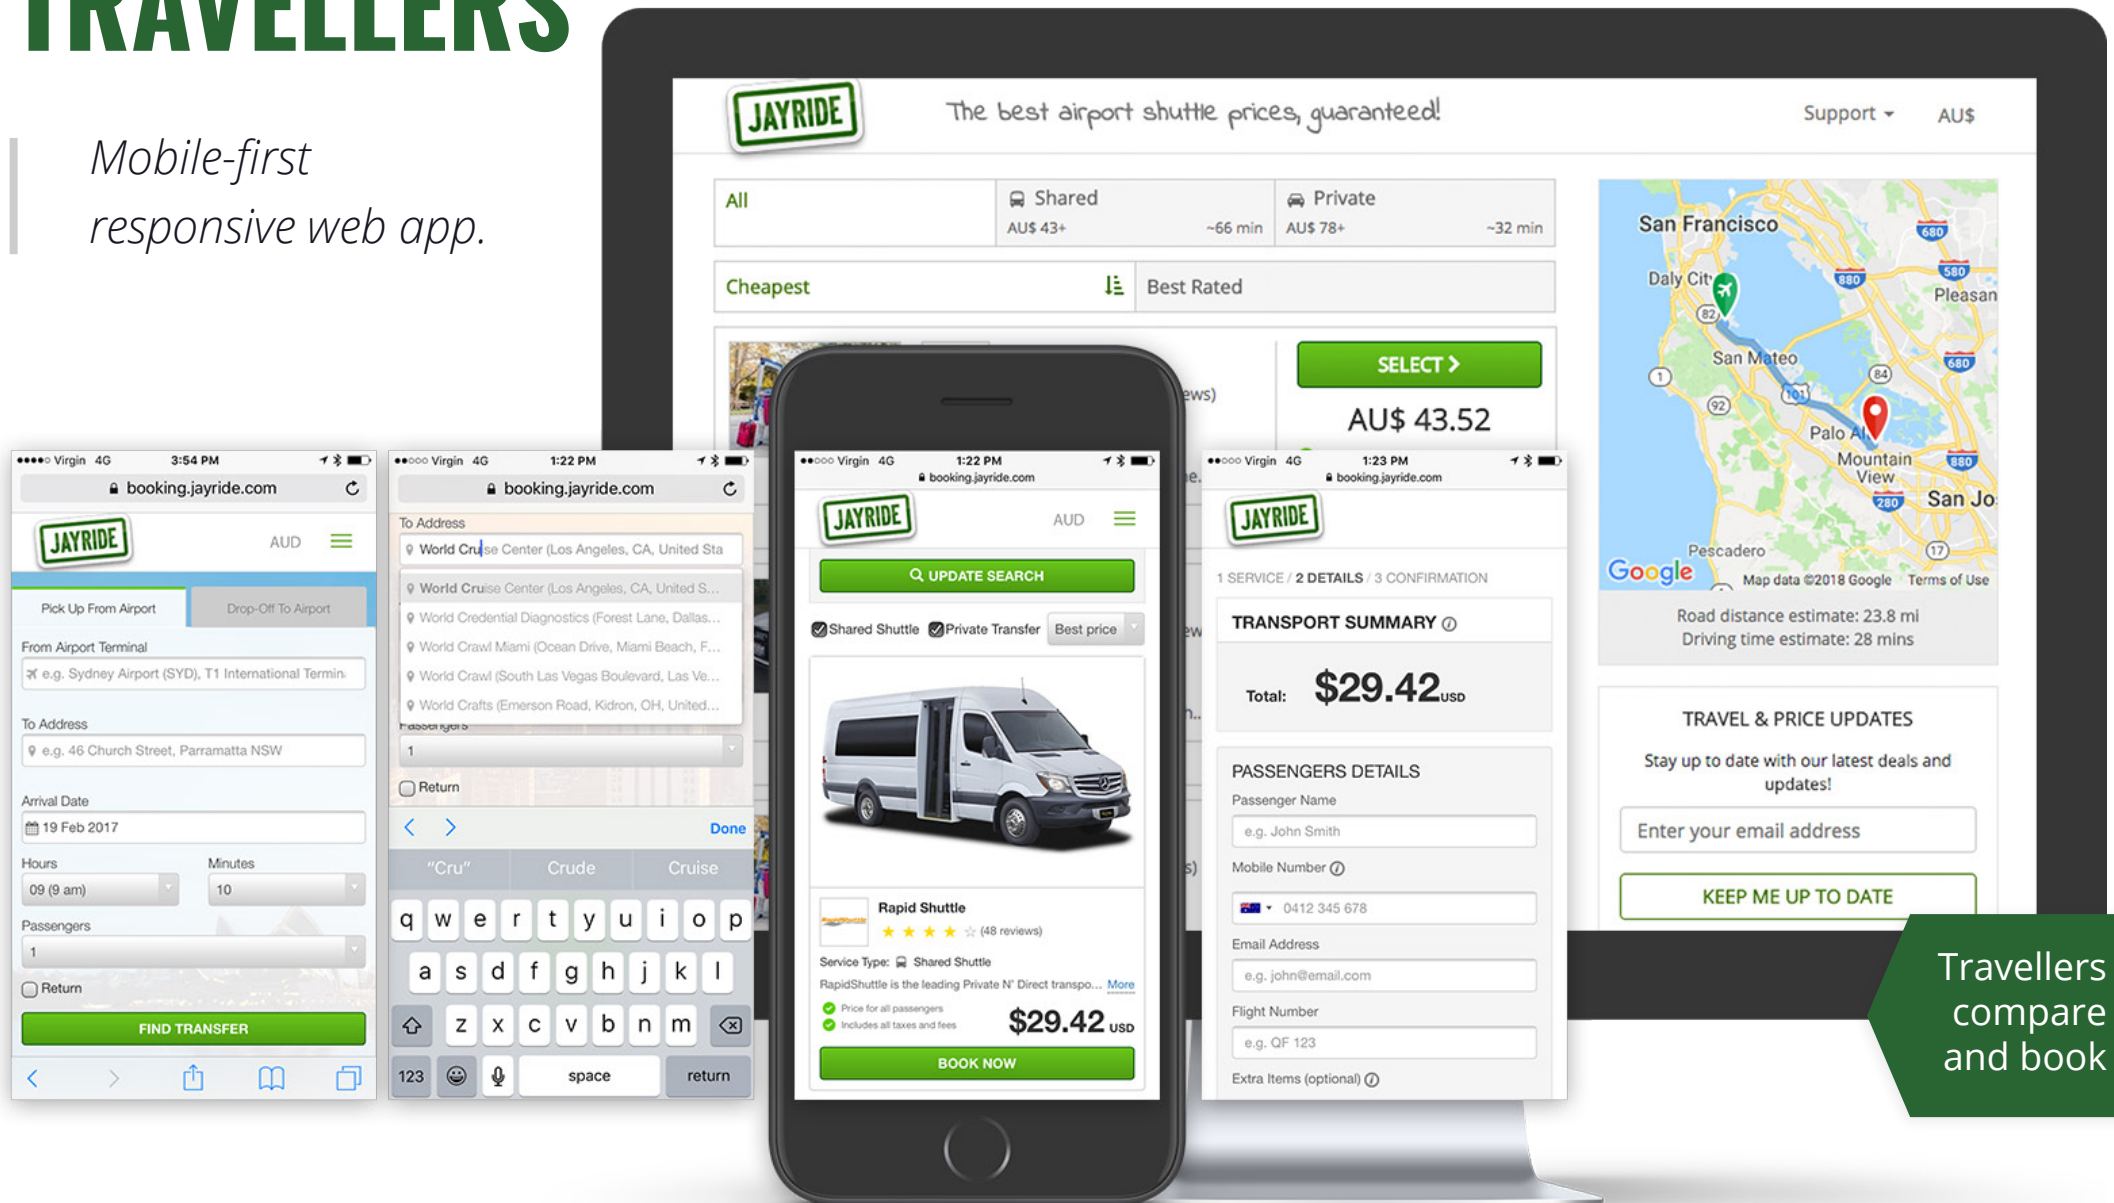 TRAVELLERS
Mobile-first
responsive web app.
JAYRIDE
The best airport shuttle prices, guaranteed!
Support
AU$
All
Shared
AU$ 43+
~66 min
Private
AU$ 78+
~32 min
Cheapest
Best Rated
SELECT >
AU$ 43.52
ews)
San Francisco
Daly City
680
580
880
Pleasan
82
San Mateo
1
84
680
101
92
Palo Al
Mountain
View
880
280
San Jo
17
Pescadero
Google
Map data ©2018 Google
Terms of Use
Road distance estimate: 23.8 mi
Driving time estimate: 28 mins
TRAVEL & PRICE UPDATES
Stay up to date with our latest deals and
updates!
Enter your email address
KEEP ME UP TO DATE
Virgin 4G
3:54 PM
booking.jayride.com
JAYRIDE
AUD
Pick Up From Airport
Drop-Off To Airport
From Airport Terminal
e.g. Sydney Airport (SYD), T1 International Termin
To Address
e.g. 46 Church Street, Parramatta NSW
Arrival Date
19 Feb 2017
Hours
Minutes
09 (9 am)
10
Passengers
1
Return
FIND TRANSFER
Virgin 4G
1:22 PM
booking.jayride.com
To Address
World Cruise Center (Los Angeles, CA, United Sta
World Cruise Center (Los Angeles, CA, United S...
World Credential Diagnostics (Forest Lane, Dallas...
World Crawl Miami (Ocean Drive, Miami Beach, F...
World Crawl (South Las Vegas Boulevard, Las Ve...
World Crafts (Emerson Road, Kidron, OH, United...
Passengers
1
Return
Done
"Cru"
Crude
Cruise
q w e r t y u i o p
a s d f g h j k l
z x c v b n m
123
space
return
Virgin 4G
1:22 PM
booking.jayride.com
JAYRIDE
AUD
UPDATE SEARCH
Shared Shuttle
Private Transfer
Best price
Rapid Shuttle
(48 reviews)
Service Type: Shared Shuttle
RapidShuttle is the leading Private N' Direct transpo... More
Price for all passengers
Includes all taxes and fees
$29.42 USD
BOOK NOW
Virgin 4G
1:23 PM
booking.jayride.com
JAYRIDE
1 SERVICE / 2 DETAILS / 3 CONFIRMATION
TRANSPORT SUMMARY
Total: $29.42 USD
PASSENGERS DETAILS
Passenger Name
e.g. John Smith
Mobile Number
0412 345 678
Email Address
e.g. john@email.com
Flight Number
e.g. QF 123
Extra Items (optional)
Travellers
compare
and book